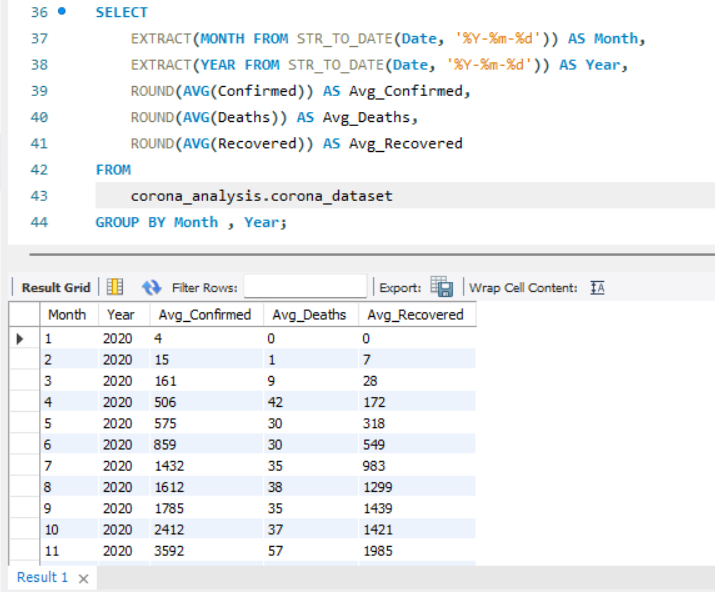 36 SELECT
37 EXTRACT(MONTH FROM STR_TO_DATE(Date, '%Y-%m-%d')) AS Month,
38 EXTRACT(YEAR FROM STR_TO_DATE(Date, '%Y-%m-%d')) AS Year,
39 ROUND(AVG(Confirmed)) AS Avg_Confirmed,
40 ROUND(AVG(Deaths)) AS Avg_Deaths,
41 ROUND(AVG(Recovered)) AS Avg_Recovered
42 FROM
43 corona_analysis.corona_dataset
44 GROUP BY Month , Year;
Result Grid Filter Rows: Export: Wrap Cell Content: IA
Month Year Avg_Confirmed Avg_Deaths Avg_Recovered
1 2020 4 0 0
2 2020 15 1 7
3 2020 161 9 28
4 2020 506 42 172
5 2020 575 30 318
6 2020 859 30 549
7 2020 1432 35 983
8 2020 1612 38 1299
9 2020 1785 35 1439
10 2020 2412 37 1421
11 2020 3592 57 1985
Result 1 ×